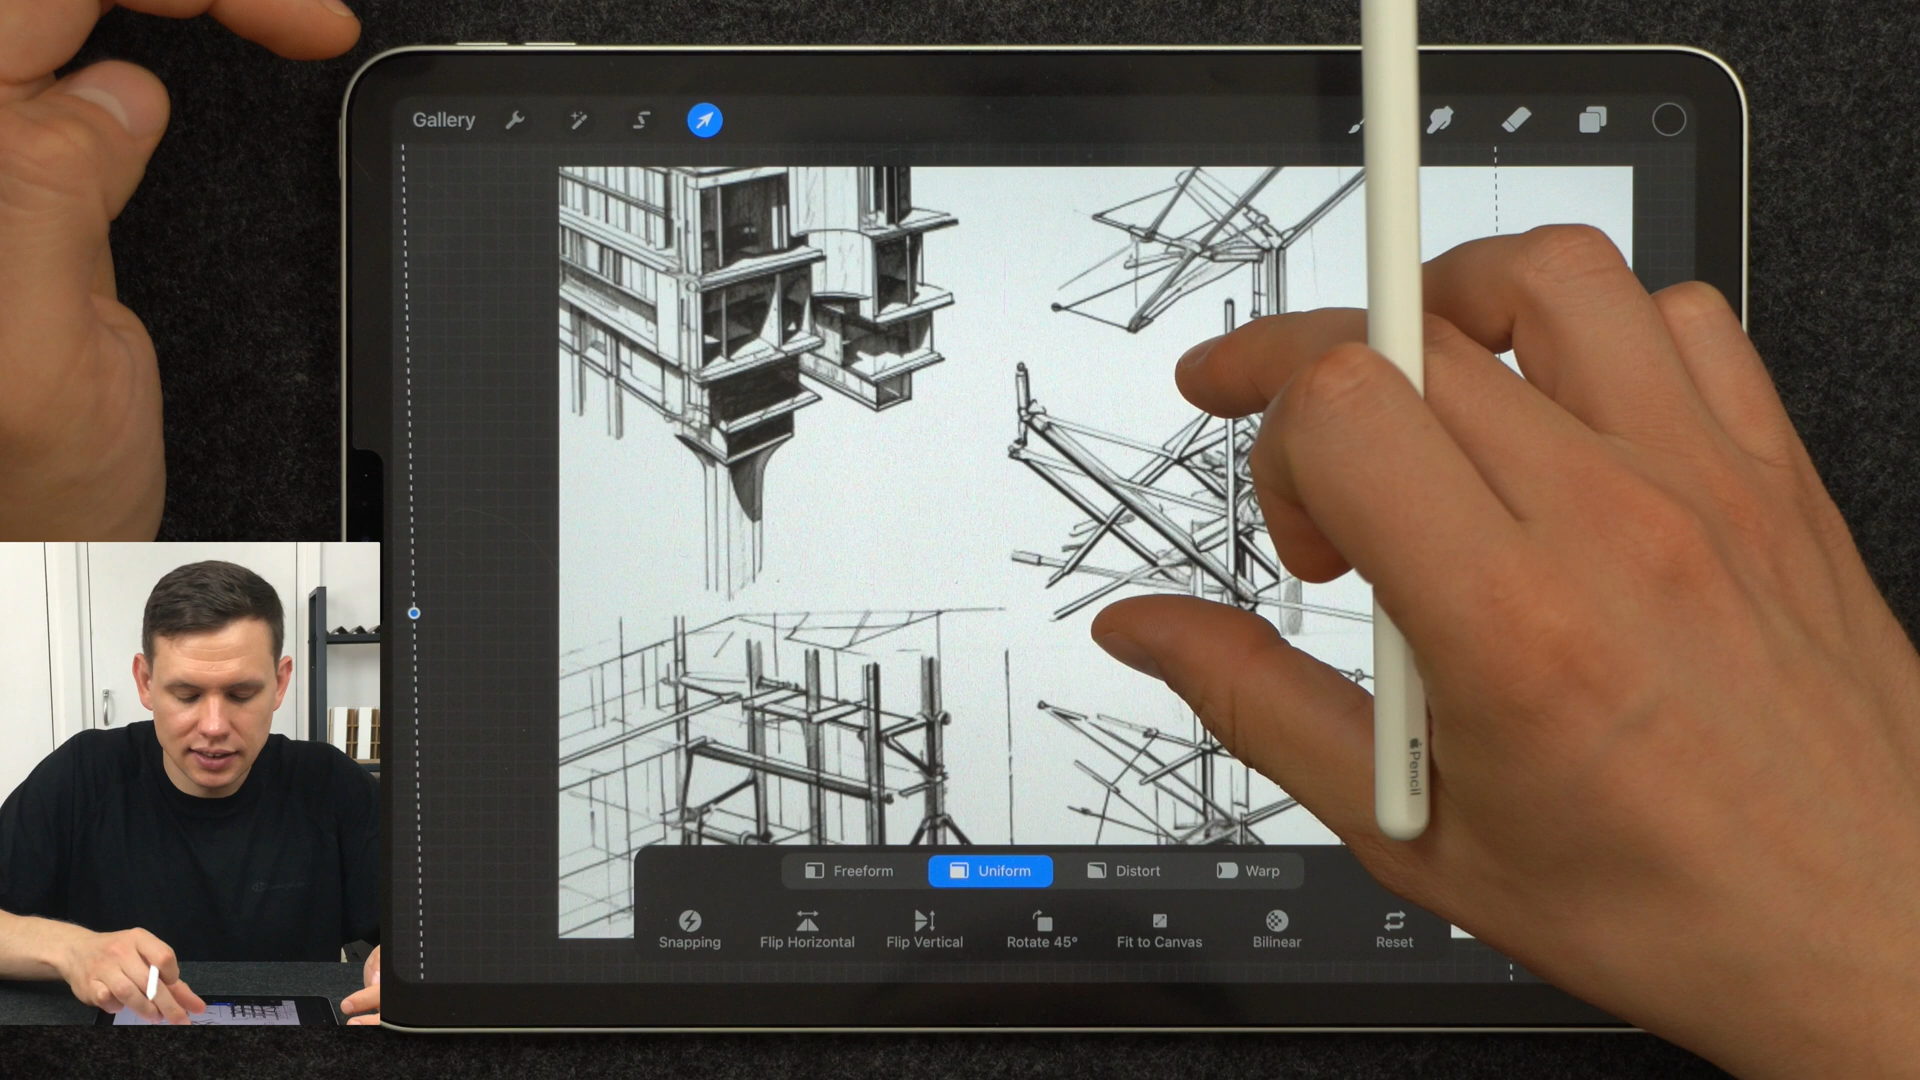 Gallery
Pencil
Freeform Uniform Distort Warp
Snapping Flip Horizontal Flip Vertical Rotate 45° Fit to Canvas Bilinear Reset